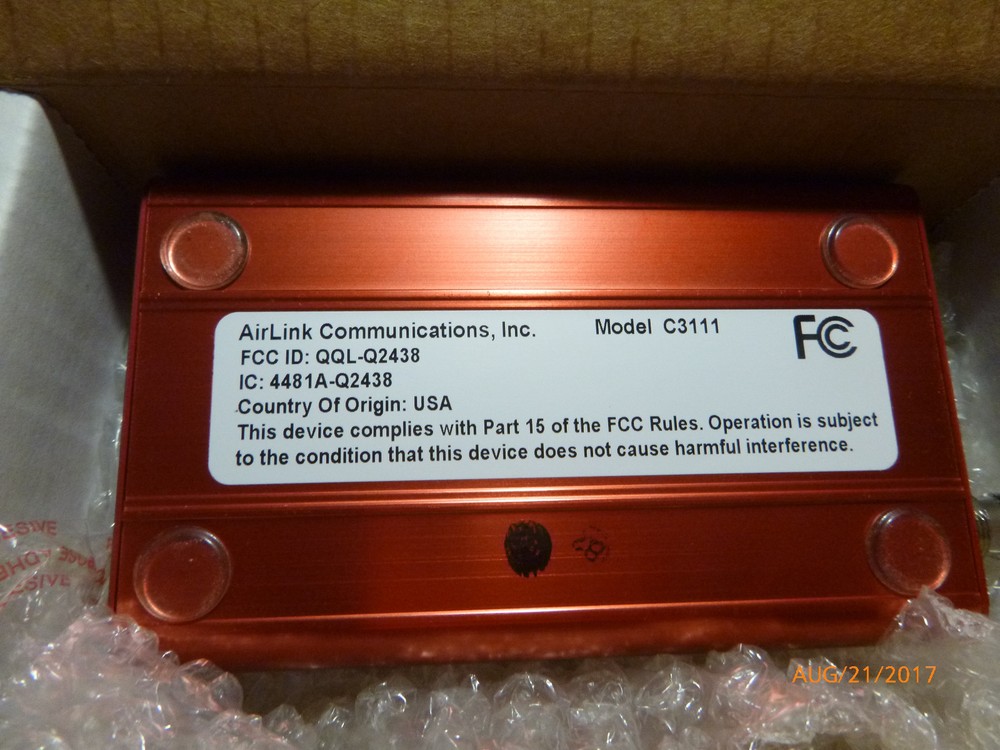 AirLink Communications, Inc. Model C3111 FC
FCC ID: QQL-Q2438
IC: 4481A-Q2438
Country Of Origin: USA
This device complies with Part 15 of the FCC Rules. Operation is subject
to the condition that this device does not cause harmful interference.
AUG/21/2017